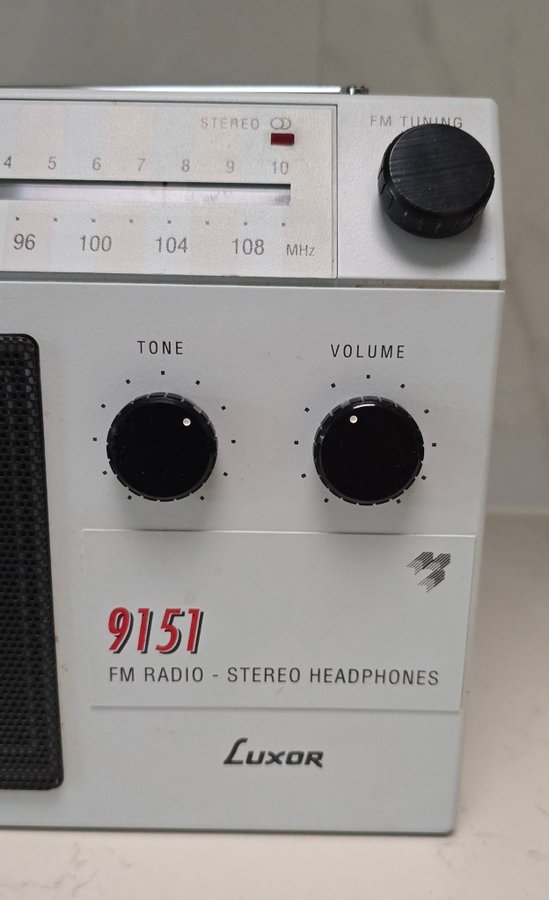 STEREO
FM TUNING
4 5 6 7 8 9 10
96 100 104 108 MHz
TONE
VOLUME
9151
FM RADIO - STEREO HEADPHONES
LUXOR